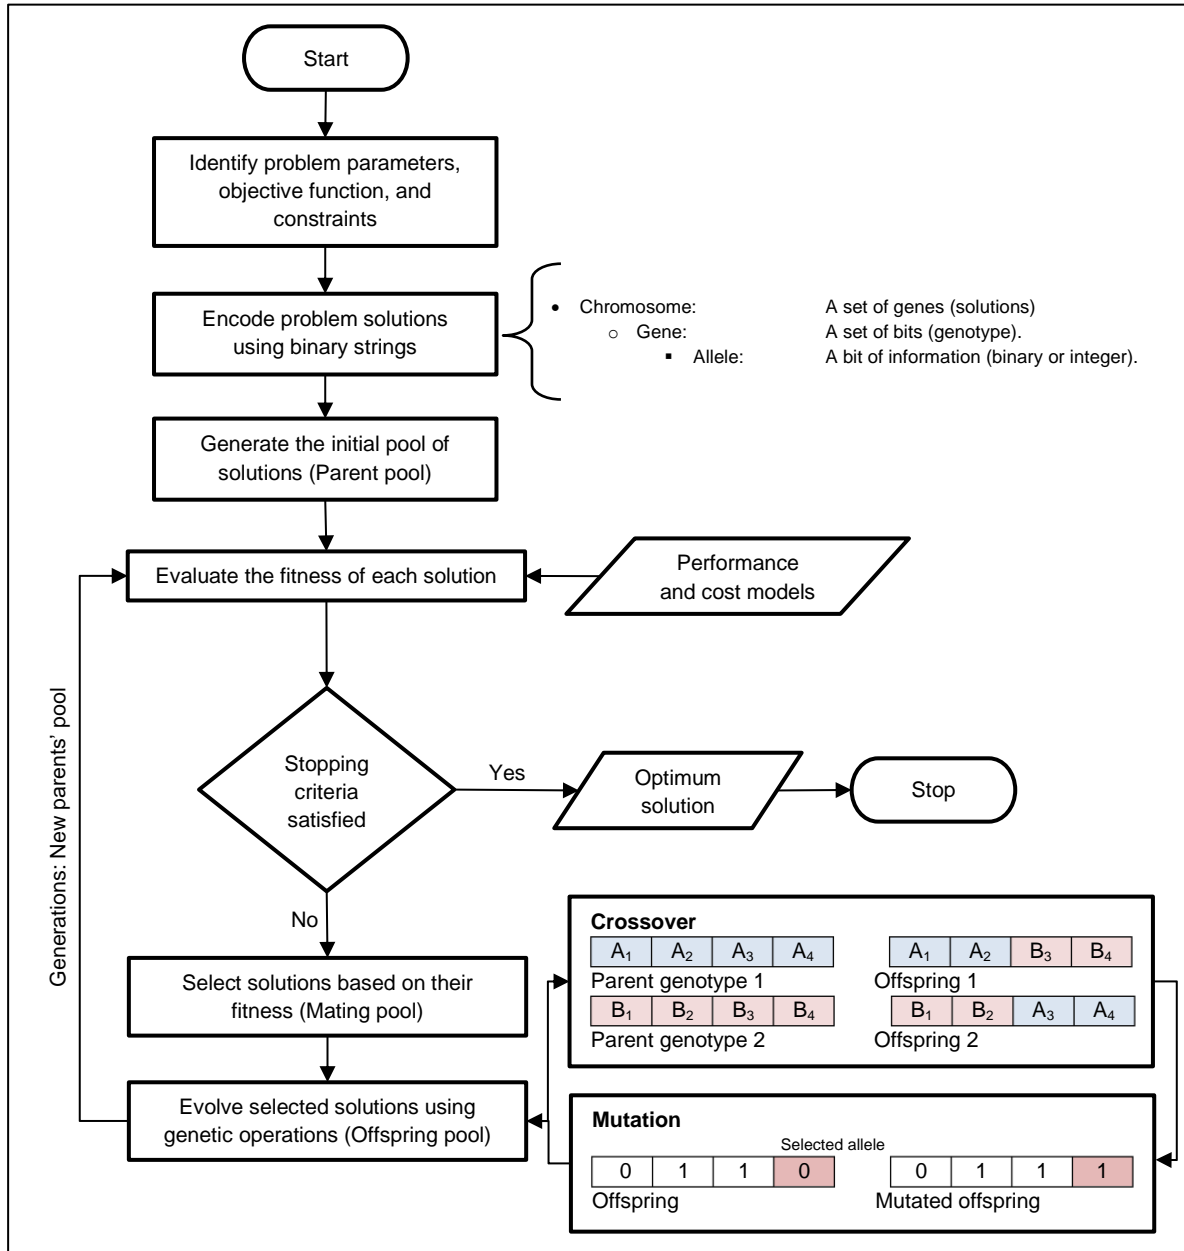 Start
Identify problem parameters,
objective function, and
constraints
Encode problem solutions
using binary strings
• Chromosome: A set of genes (solutions)
○ Gene: A set of bits (genotype).
▪ Allele: A bit of information (binary or integer).
Generate the initial pool of
solutions (Parent pool)
Evaluate the fitness of each solution
Performance
and cost models
Generations: New parents’ pool
Stopping
criteria
satisfied
Yes
Optimum
solution
Stop
No
Select solutions based on their
fitness (Mating pool)
Evolve selected solutions using
genetic operations (Offspring pool)
Crossover
A₁ A₂ A₃ A₄
Parent genotype 1
B₁ B₂ B₃ B₄
Parent genotype 2
A₁ A₂ B₃ B₄
Offspring 1
B₁ B₂ A₃ A₄
Offspring 2
Mutation
Selected allele
0 1 1 0
Offspring
0 1 1 1
Mutated offspring